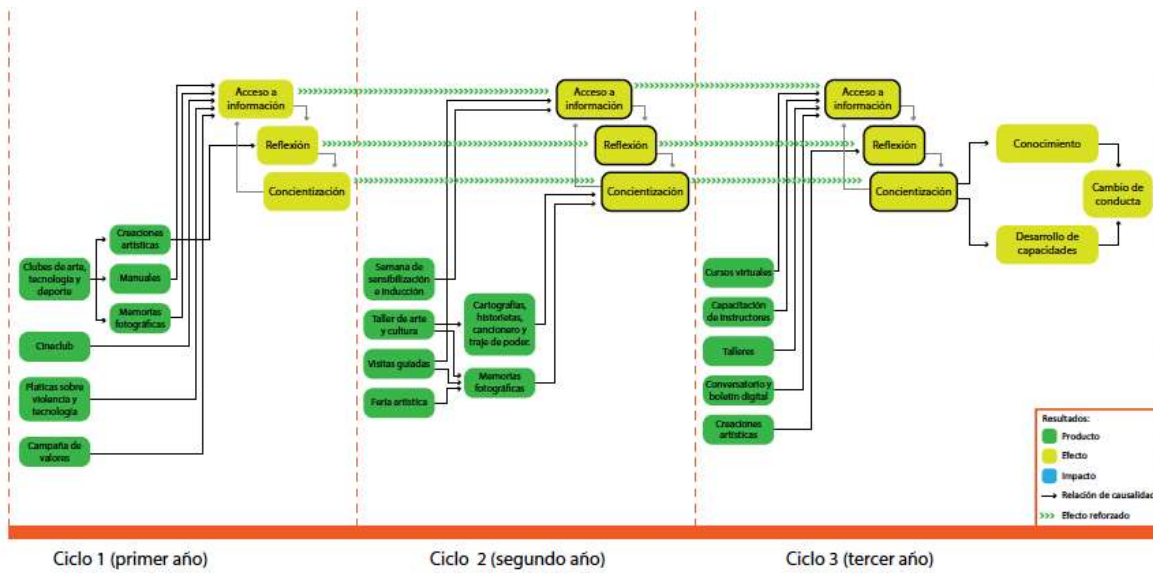 Acceso a
información
Reflexión
Concientización
Creaciones
artísticas
Clubes de arte,
tecnología y
deporte
Manuales
Memorias
fotográficas
Cineclub
Platicas sobre
violencia y
tecnología
Campaña de
valores
Acceso a
información
Reflexión
Concientización
Semana de
sensibilización
e inducción
Taller de arte
y cultura
Cartografías,
historietas,
cancionero y
traje de poder.
Visitas guiadas
Memorias
fotográficas
Feria artística
Acceso a
información
Reflexión
Concientización
Conocimiento
Cambio de
conducta
Desarrollo de
capacidades
Cursos virtuales
Capacitación
de instructores
Talleres
Conversatorio y
boletín digital
Creaciones
artísticas
Resultados:
Producto
Efecto
Impacto
Relación de causalidad
Efecto reforzado
Ciclo 1 (primer año)
Ciclo 2 (segundo año)
Ciclo 3 (tercer año)